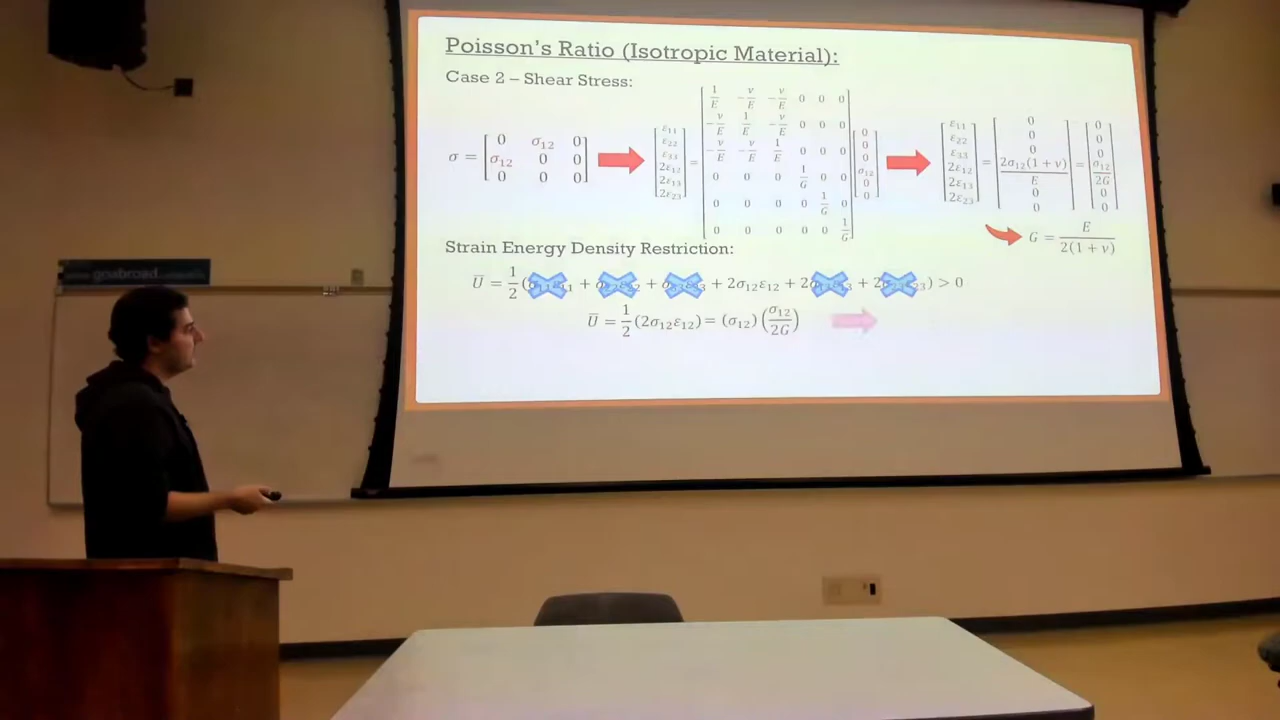 Poisson's Ratio (Isotropic Material):
Case 2 – Shear Stress:
σ = [0 σ₁₂ 0; σ₁₂ 0 0; 0 0 0]
[ε₁₁; ε₂₂; ε₃₃; 2ε₁₂; 2ε₁₃; 2ε₂₃] = [1/E -ν/E -ν/E 0 0 0; -ν/E 1/E -ν/E 0 0 0; -ν/E -ν/E 1/E 0 0 0; 0 0 0 1/G 0 0; 0 0 0 0 1/G 0; 0 0 0 0 0 1/G] [0; 0; 0; σ₁₂; 0; 0]
[ε₁₁; ε₂₂; ε₃₃; 2ε₁₂; 2ε₁₃; 2ε₂₃] = [0; 0; 0; 2σ₁₂(1 + ν)/E; 0; 0] = [0; 0; 0; σ₁₂/2G; 0; 0]
G = E/2(1 + ν)
Strain Energy Density Restriction:
U̅ = 1/2 ( + + + 2σ₁₂ε₁₂ + 2 + 2 ) > 0
U̅ = 1/2 (2σ₁₂ε₁₂) = (σ₁₂)(σ₁₂/2G)
goabroad